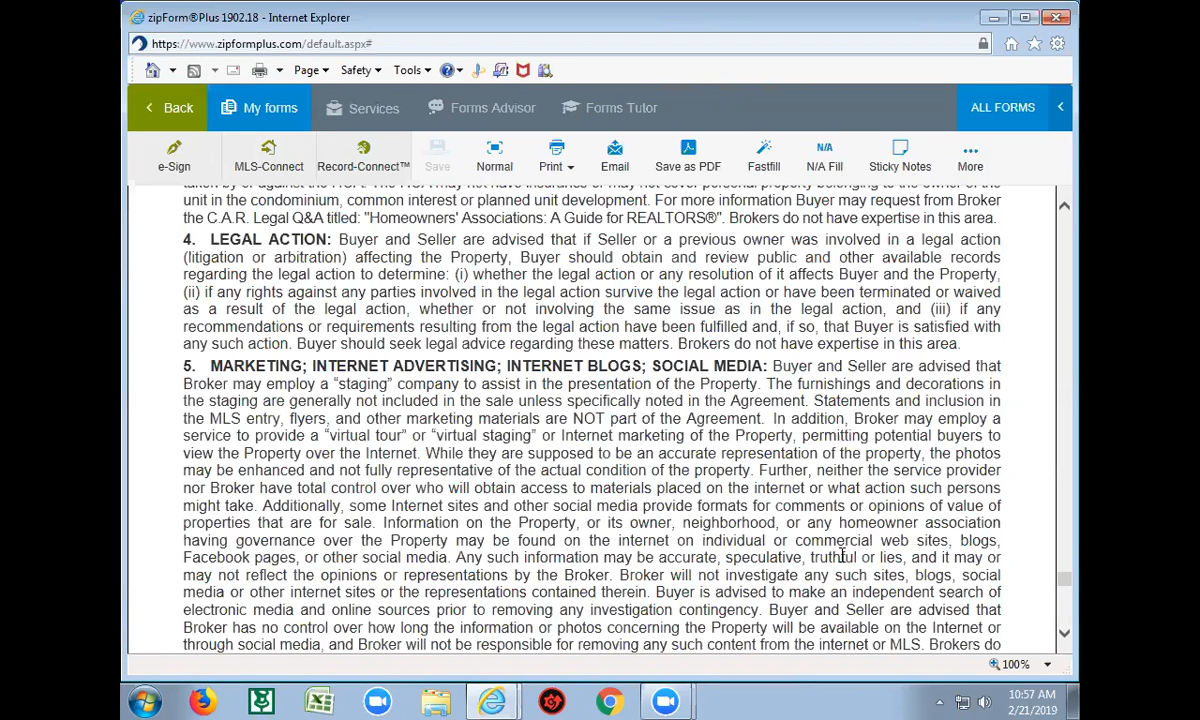 zipForm®Plus 1902.18 - Internet Explorer
https://www.zipformplus.com/default.aspx#
Page Safety Tools
Back My forms Services Forms Advisor Forms Tutor ALL FORMS
N/A
e-Sign MLS-Connect Record-Connect™ Save Normal Print Email Save as PDF Fastfill N/A Fill Sticky Notes More
unit in the condominium, common interest or planned unit development. For more information Buyer may request from Broker
the C.A.R. Legal Q&A titled: "Homeowners' Associations: A Guide for REALTORS®". Brokers do not have expertise in this area.
4. LEGAL ACTION: Buyer and Seller are advised that if Seller or a previous owner was involved in a legal action
(litigation or arbitration) affecting the Property, Buyer should obtain and review public and other available records
regarding the legal action to determine: (i) whether the legal action or any resolution of it affects Buyer and the Property,
(ii) if any rights against any parties involved in the legal action survive the legal action or have been terminated or waived
as a result of the legal action, whether or not involving the same issue as in the legal action, and (iii) if any
recommendations or requirements resulting from the legal action have been fulfilled and, if so, that Buyer is satisfied with
any such action. Buyer should seek legal advice regarding these matters. Brokers do not have expertise in this area.
5. MARKETING; INTERNET ADVERTISING; INTERNET BLOGS; SOCIAL MEDIA: Buyer and Seller are advised that
Broker may employ a “staging” company to assist in the presentation of the Property. The furnishings and decorations in
the staging are generally not included in the sale unless specifically noted in the Agreement. Statements and inclusion in
the MLS entry, flyers, and other marketing materials are NOT part of the Agreement. In addition, Broker may employ a
service to provide a “virtual tour” or “virtual staging” or Internet marketing of the Property, permitting potential buyers to
view the Property over the Internet. While they are supposed to be an accurate representation of the property, the photos
may be enhanced and not fully representative of the actual condition of the property. Further, neither the service provider
nor Broker have total control over who will obtain access to materials placed on the internet or what action such persons
might take. Additionally, some Internet sites and other social media provide formats for comments or opinions of value of
properties that are for sale. Information on the Property, or its owner, neighborhood, or any homeowner association
having governance over the Property may be found on the internet on individual or commercial web sites, blogs,
Facebook pages, or other social media. Any such information may be accurate, speculative, truthful or lies, and it may or
may not reflect the opinions or representations by the Broker. Broker will not investigate any such sites, blogs, social
media or other internet sites or the representations contained therein. Buyer is advised to make an independent search of
electronic media and online sources prior to removing any investigation contingency. Buyer and Seller are advised that
Broker has no control over how long the information or photos concerning the Property will be available on the Internet or
through social media, and Broker will not be responsible for removing any such content from the internet or MLS. Brokers do
100%
10:57 AM
2/21/2019